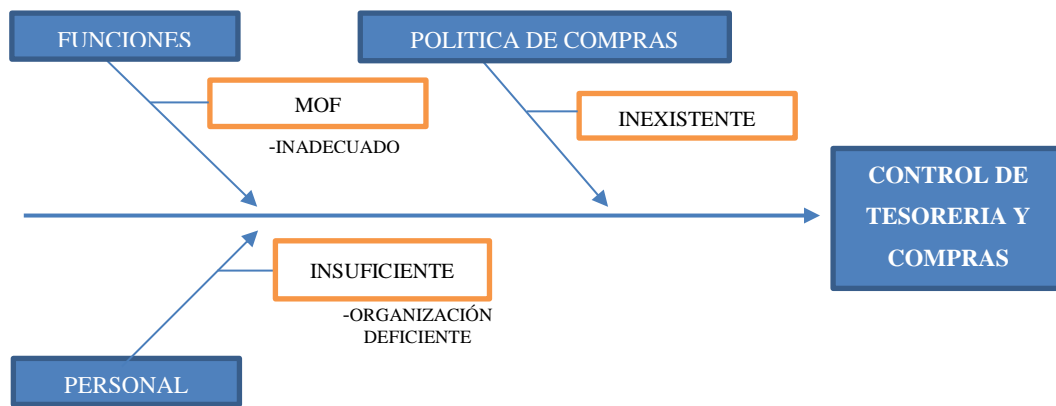 FUNCIONES
POLITICA DE COMPRAS
MOF
-INADECUADO
INEXISTENTE
CONTROL DE
TESORERIA Y
COMPRAS
INSUFICIENTE
-ORGANIZACIÓN
DEFICIENTE
PERSONAL